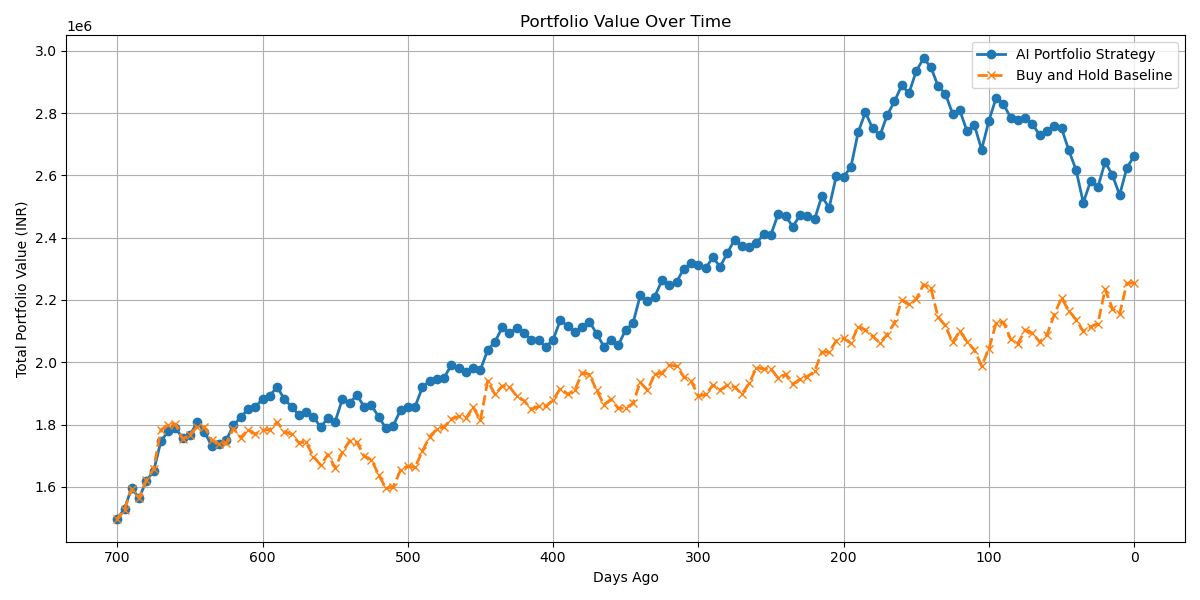 Portfolio Value Over Time
1e6
3.0
2.8
2.6
2.4
2.2
2.0
1.8
1.6
Total Portfolio Value (INR)
AI Portfolio Strategy
Buy and Hold Baseline
700 600 500 400 300 200 100 0
Days Ago